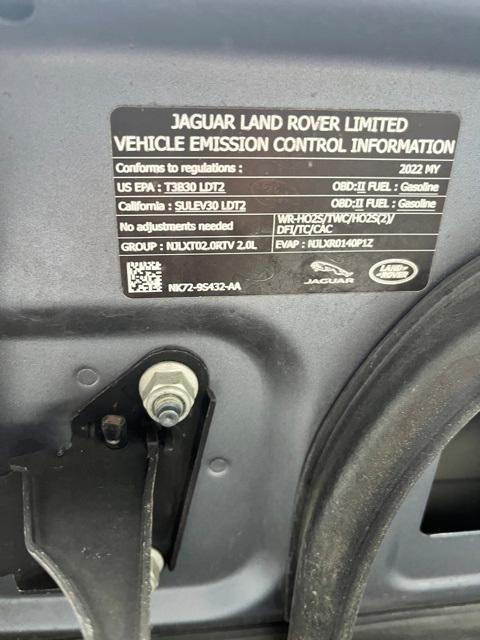 JAGUAR LAND ROVER LIMITED
VEHICLE EMISSION CONTROL INFORMATION
Conforms to regulations : 2022 MY
US EPA : T3B30 LDT2 OBD:II FUEL : Gasoline
California : SULEV30 LDT2 OBD:II FUEL : Gasoline
No adjustments needed
WR-HO2S/TWC/HO2S(2)/
DFI/TC/CAC
GROUP : NJLXT02.0RTV 2.0L EVAP : NJLXR0140P1Z
NK72-9S432-AA
JAGUAR
LAND-
ROVER